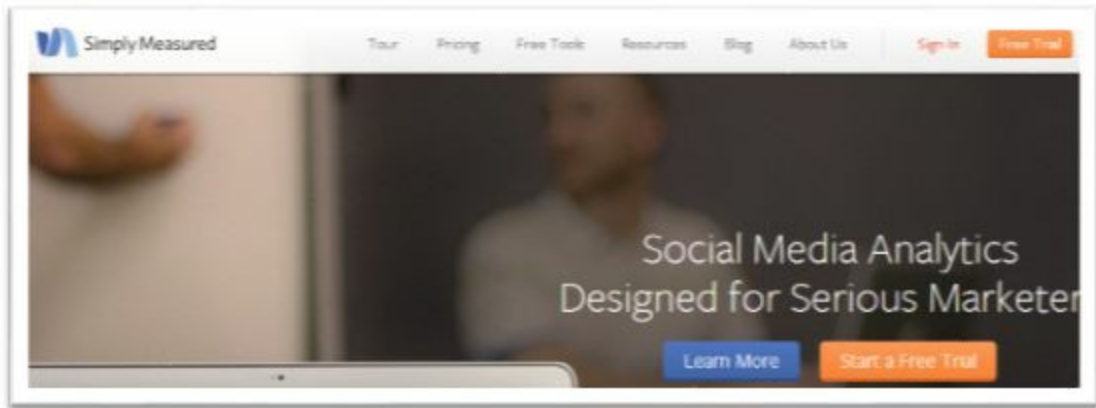 Simply Measured
Tour Pricing Free Tools Resources Blog About Us Sign In Free Trial
Social Media Analytics
Designed for Serious Marketer
Learn More Start a Free Trial